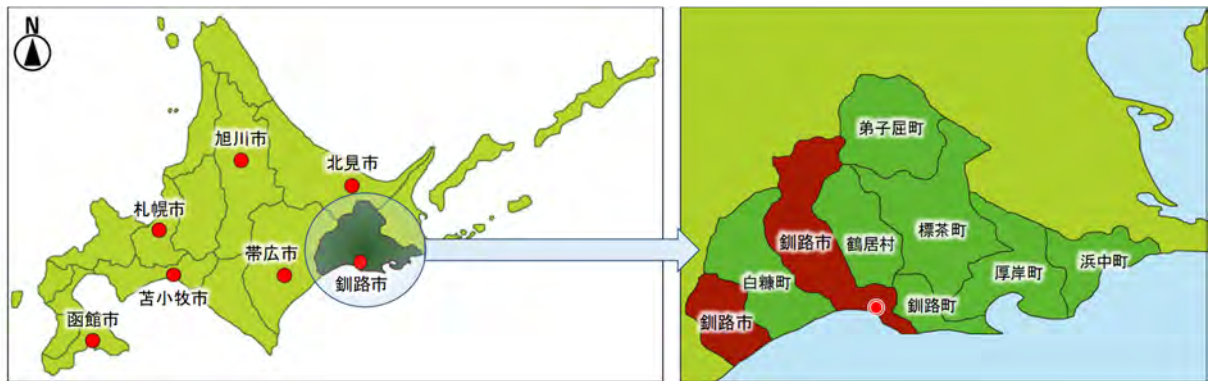 N
旭川市
北見市
札幌市
帯広市
釧路市
苫小牧市
函館市
弟子屈町
標茶町
釧路市
鶴居村
浜中町
厚岸町
白糠町
釧路町
釧路市